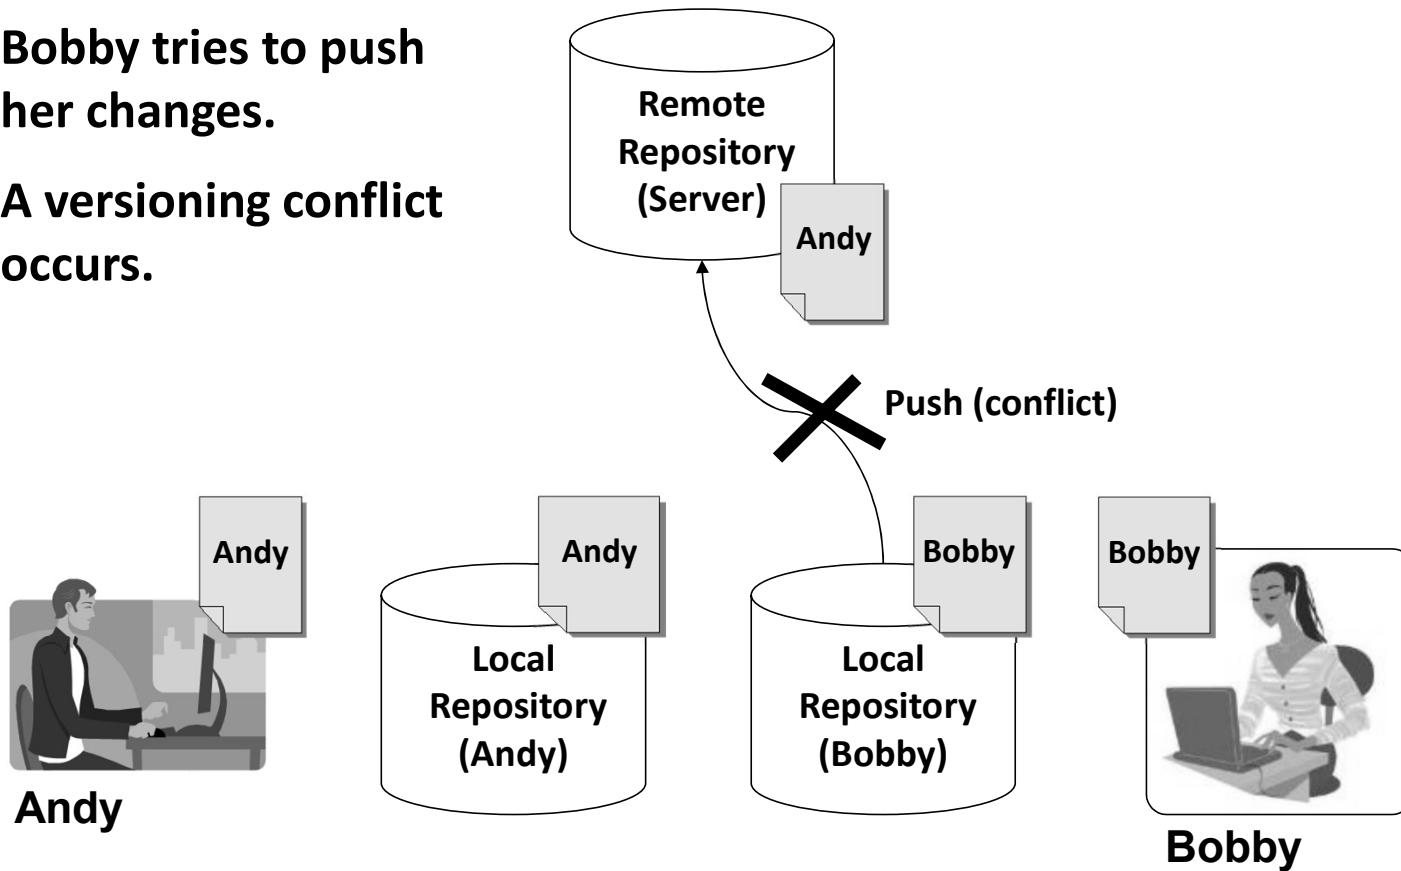 Bobby tries to push
her changes.
A versioning conflict
occurs.
Remote
Repository
(Server)
Andy
Push (conflict)
Andy
Andy
Bobby
Bobby
Local
Repository
(Andy)
Local
Repository
(Bobby)
Andy
Bobby